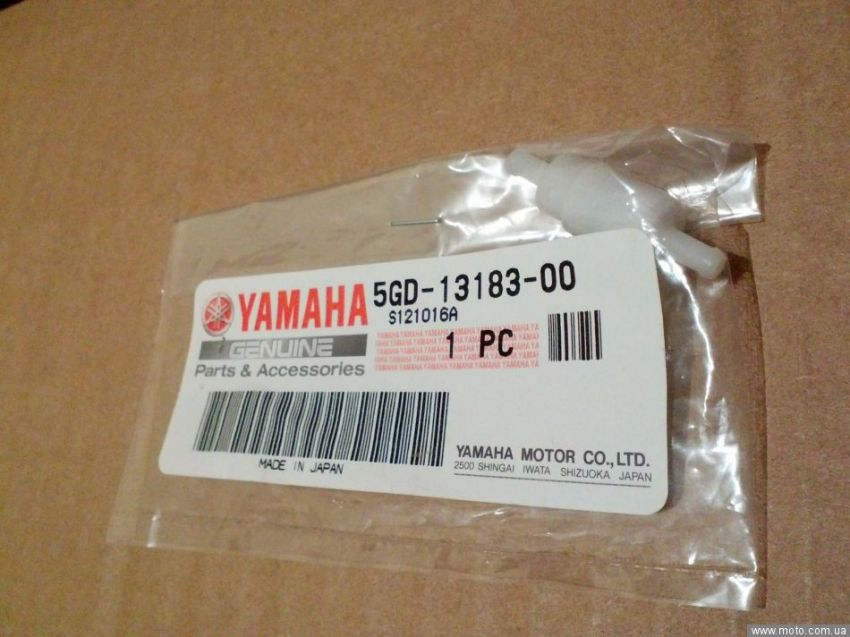 YAMAHA
5GD-13183-00
S121016A
GENUINE
1 PC
Parts & Accessories
MADE IN JAPAN
YAMAHA MOTOR CO.,LTD.
2500 SHINGAI IWATA SHIZUOKA JAPAN
www.moto.com.ua